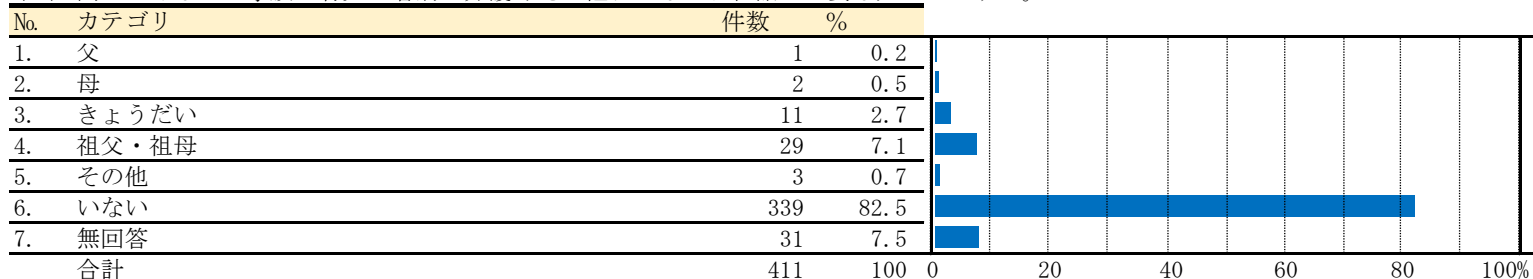 № カテゴリ 件数 %
1. 父 1 0.2
2. 母 2 0.5
3. きょうだい 11 2.7
4. 祖父・祖母 29 7.1
5. その他 3 0.7
6. いない 339 82.5
7. 無回答 31 7.5
合計 411 100 0 20 40 60 80 100%